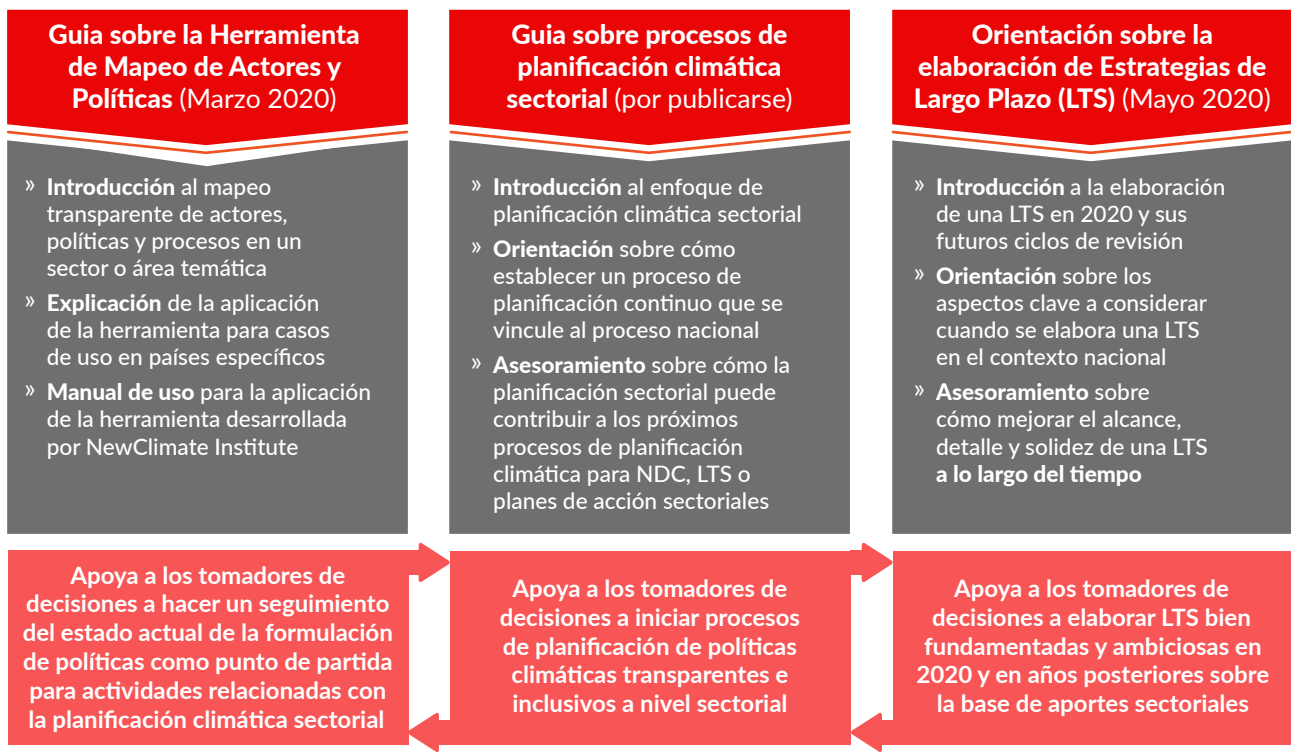 Guia sobre la Herramienta
de Mapeo de Actores y
Políticas (Marzo 2020)
» Introducción al mapeo
transparente de actores,
políticas y procesos en un
sector o área temática
» Explicación de la aplicación
de la herramienta para casos
de uso en países específicos
» Manual de uso para la aplicación
de la herramienta desarrollada
por NewClimate Institute
Apoya a los tomadores de
decisiones a hacer un seguimiento
del estado actual de la formulación
de políticas como punto de partida
para actividades relacionadas con
la planificación climática sectorial
Guia sobre procesos de
planificación climática
sectorial (por publicarse)
» Introducción al enfoque de
planificación climática sectorial
» Orientación sobre cómo
establecer un proceso de
planificación continuo que se
vincule al proceso nacional
» Asesoramiento sobre cómo la
planificación sectorial puede
contribuir a los próximos
procesos de planificación
climática para NDC, LTS o
planes de acción sectoriales
Apoya a los tomadores de
decisiones a iniciar procesos
de planificación de políticas
climáticas transparentes e
inclusivos a nivel sectorial
Orientación sobre la
elaboración de Estrategias de
Largo Plazo (LTS) (Mayo 2020)
» Introducción a la elaboración
de una LTS en 2020 y sus
futuros ciclos de revisión
» Orientación sobre los
aspectos clave a considerar
cuando se elabora una LTS
en el contexto nacional
» Asesoramiento sobre
cómo mejorar el alcance,
detalle y solidez de una LTS
a lo largo del tiempo
Apoya a los tomadores de
decisiones a elaborar LTS bien
fundamentadas y ambiciosas en
2020 y en años posteriores sobre
la base de aportes sectoriales